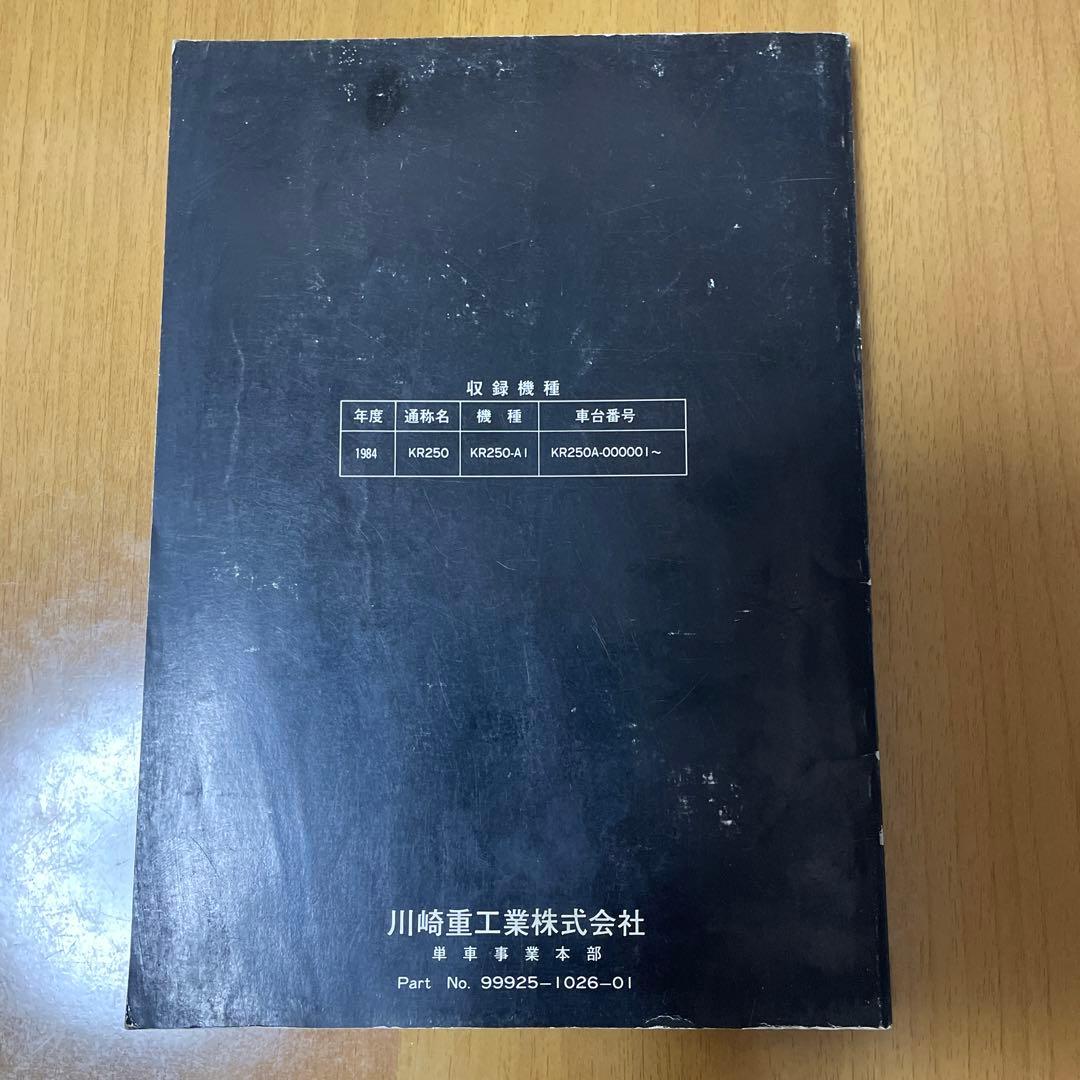 収録機種
年度 通称名 機種 車台番号
1984 KR250 KR250-A1 KR250A-000001～
川崎重工業株式会社
単車事業本部
Part No. 99925-1026-01